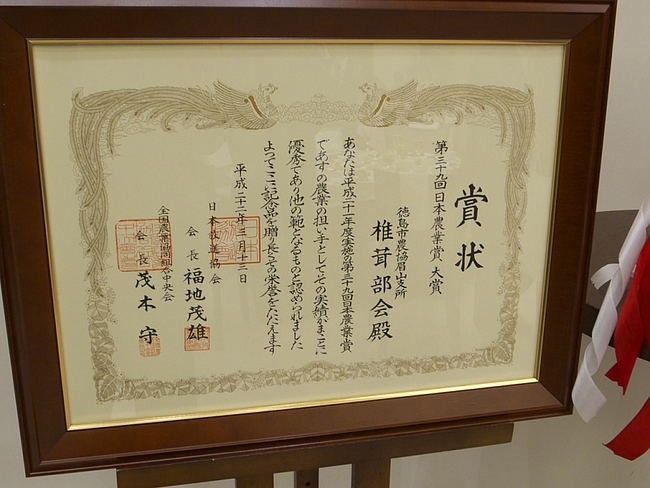 賞状
第三十九回日本農業賞 大賞
徳島市農協眉山支所
椎茸部会殿
あなたは平成二十一年度実施の第三十九回日本農業賞
であすの農業の担い手としてその実績がまことに
優秀であり他の範となるものと認められました
よってここに記念品を贈り長くその栄誉をたたえます
平成二十二年三月十三日
日本放送協会
会長 福地茂雄
全国農業協同組合中央会
会長 茂木守